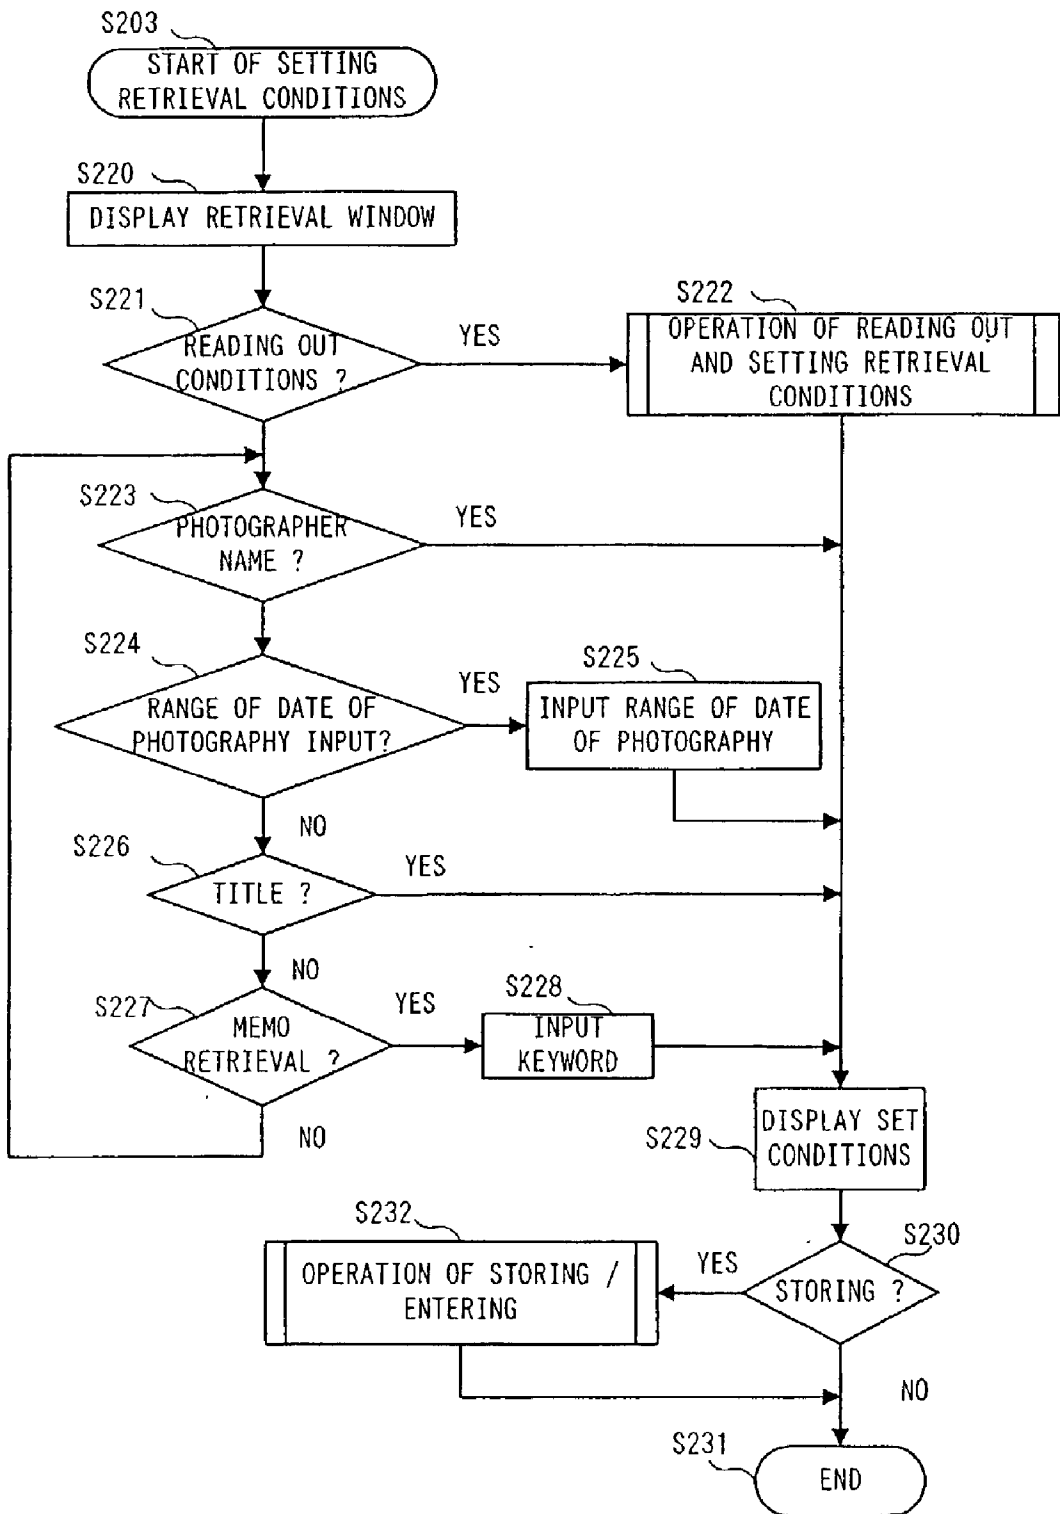 S203
START OF SETTING
RETRIEVAL CONDITIONS
S220
DISPLAY RETRIEVAL WINDOW
S221
READING OUT
CONDITIONS ?
YES
S222
OPERATION OF READING OUT
AND SETTING RETRIEVAL
CONDITIONS
S223
PHOTOGRAPHER
NAME ?
YES
S224
RANGE OF DATE OF
PHOTOGRAPHY INPUT?
YES
S225
INPUT RANGE OF DATE
OF PHOTOGRAPHY
NO
S226
TITLE ?
YES
NO
S227
MEMO
RETRIEVAL ?
YES
S228
INPUT
KEYWORD
NO
S229
DISPLAY SET
CONDITIONS
S230
STORING ?
YES
S232
OPERATION OF STORING /
ENTERING
NO
S231
END